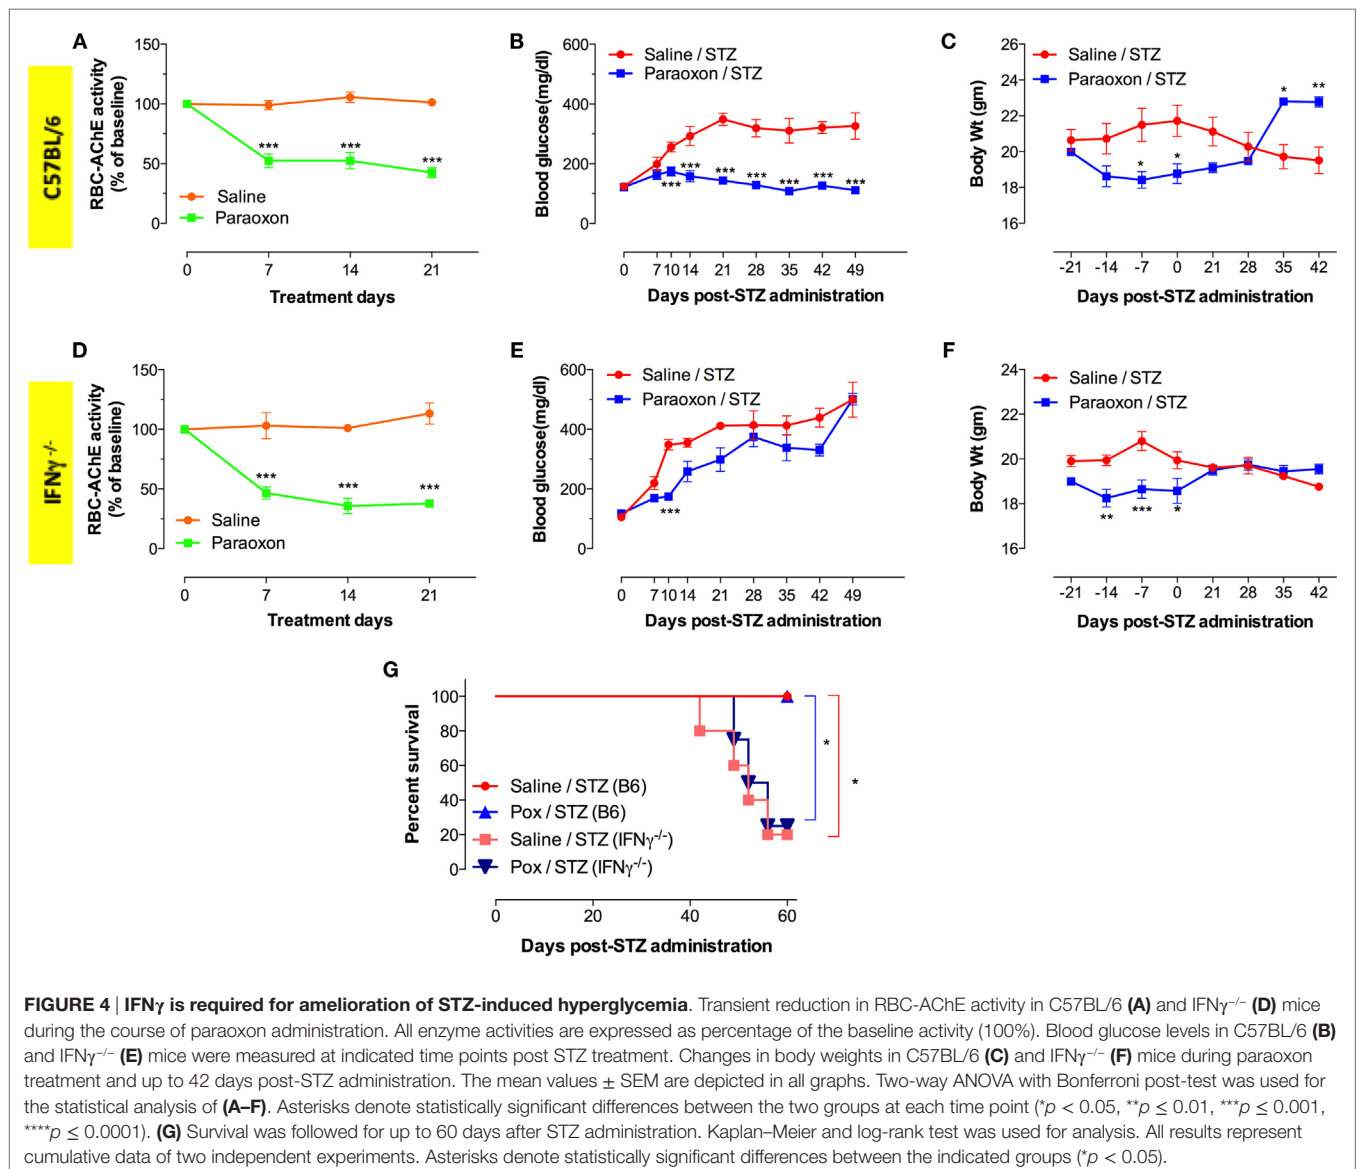 A
RBC-AChE activity
(% of baseline)
150
100
50
0
***
***
***
Saline
Paraoxon
0 7 14 21
Treatment days
C57BL/6
B
Blood glucose(mg/dl)
600
400
200
0
Saline / STZ
Paraoxon / STZ
***
***
***
***
***
***
***
0 7 10 14 21 28 35 42 49
Days post-STZ administration
C
Body Wt (gm)
26
24
22
20
18
16
Saline / STZ
Paraoxon / STZ
*
*
*
**
-21 -14 -7 0 21 28 35 42
Days post-STZ administration
IFNγ -/-
D
RBC-AChE activity
(% of baseline)
150
100
50
0
***
***
***
Saline
Paraoxon
0 7 14 21
Treatment days
E
Blood glucose(mg/dl)
600
400
200
0
Saline / STZ
Paraoxon / STZ
***
0 7 10 14 21 28 35 42 49
Days post-STZ administration
F
Body Wt (gm)
24
22
20
18
16
Saline / STZ
Paraoxon / STZ
**
***
*
-21 -14 -7 0 21 28 35 42
Days post-STZ administration
G
Percent survival
100
80
60
40
20
0
Saline / STZ (B6)
Pox / STZ (B6)
Saline / STZ (IFNγ-/-)
Pox / STZ (IFNγ-/-)
*
*
0 20 40 60
Days post-STZ administration
FIGURE 4 | IFNγ is required for amelioration of STZ-induced hyperglycemia. Transient reduction in RBC-AChE activity in C57BL/6 (A) and IFNγ−/− (D) mice
during the course of paraoxon administration. All enzyme activities are expressed as percentage of the baseline activity (100%). Blood glucose levels in C57BL/6 (B)
and IFNγ−/− (E) mice were measured at indicated time points post STZ treatment. Changes in body weights in C57BL/6 (C) and IFNγ−/− (F) mice during paraoxon
treatment and up to 42 days post-STZ administration. The mean values ± SEM are depicted in all graphs. Two-way ANOVA with Bonferroni post-test was used for
the statistical analysis of (A–F). Asterisks denote statistically significant differences between the two groups at each time point (*p < 0.05, **p ≤ 0.01, ***p ≤ 0.001,
****p ≤ 0.0001). (G) Survival was followed for up to 60 days after STZ administration. Kaplan–Meier and log-rank test was used for analysis. All results represent
cumulative data of two independent experiments. Asterisks denote statistically significant differences between the indicated groups (*p < 0.05).